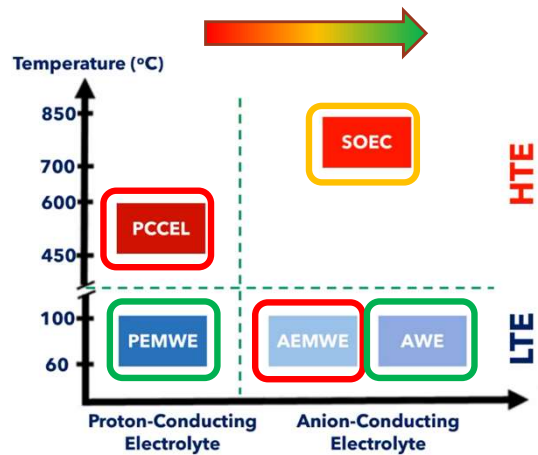 Temperature (°C)
850
SOEC
700
HTE
600
PCCEL
450
100
PEMWE
AEMWE
AWE
LTE
60
Proton-Conducting
Electrolyte
Anion-Conducting
Electrolyte